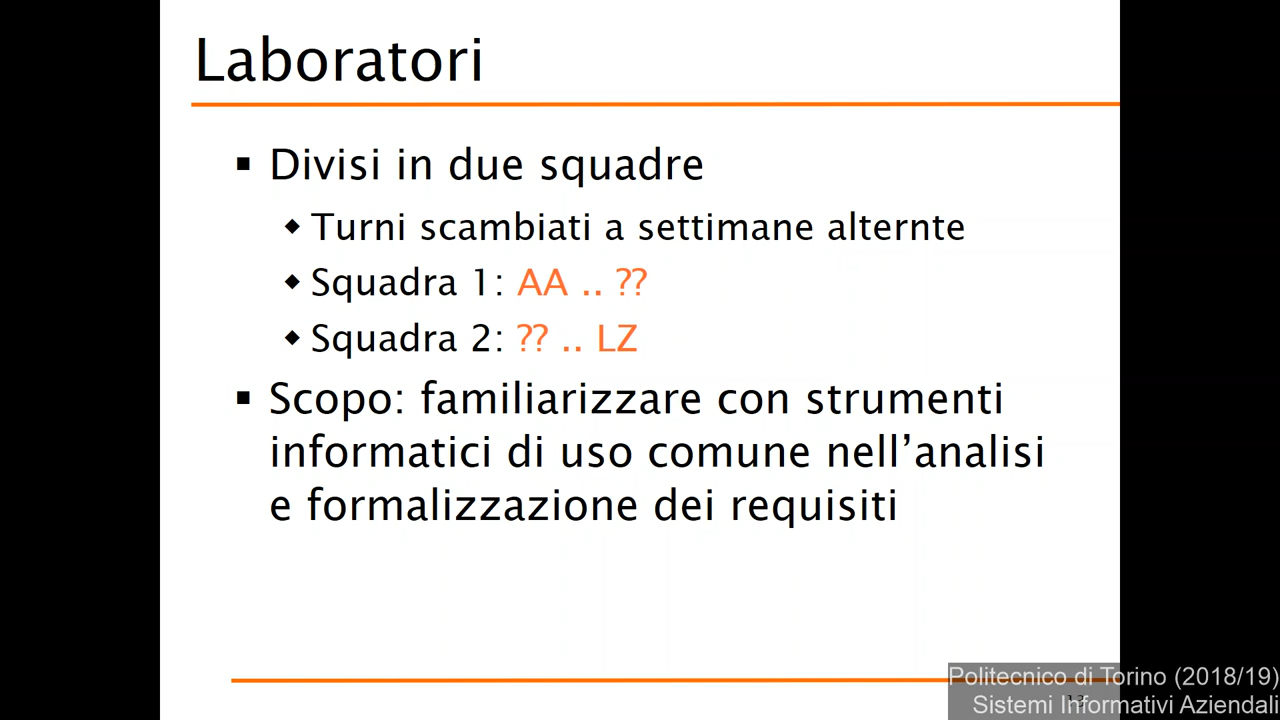 Laboratori
▪ Divisi in due squadre
◆ Turni scambiati a settimane alternte
◆ Squadra 1: AA .. ??
◆ Squadra 2: ?? .. LZ
▪ Scopo: familiarizzare con strumenti
informatici di uso comune nell’analisi
e formalizzazione dei requisiti
Politecnico di Torino (2018/19)
Sistemi Informativi Aziendali